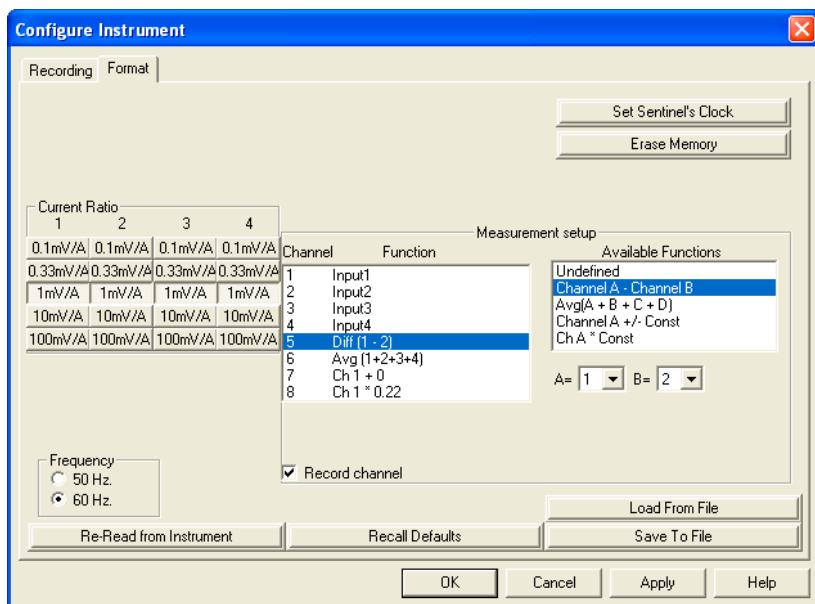 Configure Instrument
Recording Format
Set Sentinel's Clock
Erase Memory
Current Ratio
1 2 3 4
0.1mV/A 0.1mV/A 0.1mV/A 0.1mV/A
0.33mV/A 0.33mV/A 0.33mV/A 0.33mV/A
1mV/A 1mV/A 1mV/A 1mV/A
10mV/A 10mV/A 10mV/A 10mV/A
100mV/A 100mV/A 100mV/A 100mV/A
Measurement setup
Channel Function
1 Input1
2 Input2
3 Input3
4 Input4
5 Diff (1 - 2)
6 Avg (1+2+3+4)
7 Ch 1 + 0
8 Ch 1 * 0.22
Available Functions
Undefined
Channel A - Channel B
Avg(A + B + C + D)
Channel A +/- Const
Ch A * Const
A= 1 B= 2
Record channel
Frequency
50 Hz.
60 Hz.
Load From File
Re-Read from Instrument Recall Defaults Save To File
OK Cancel Apply Help